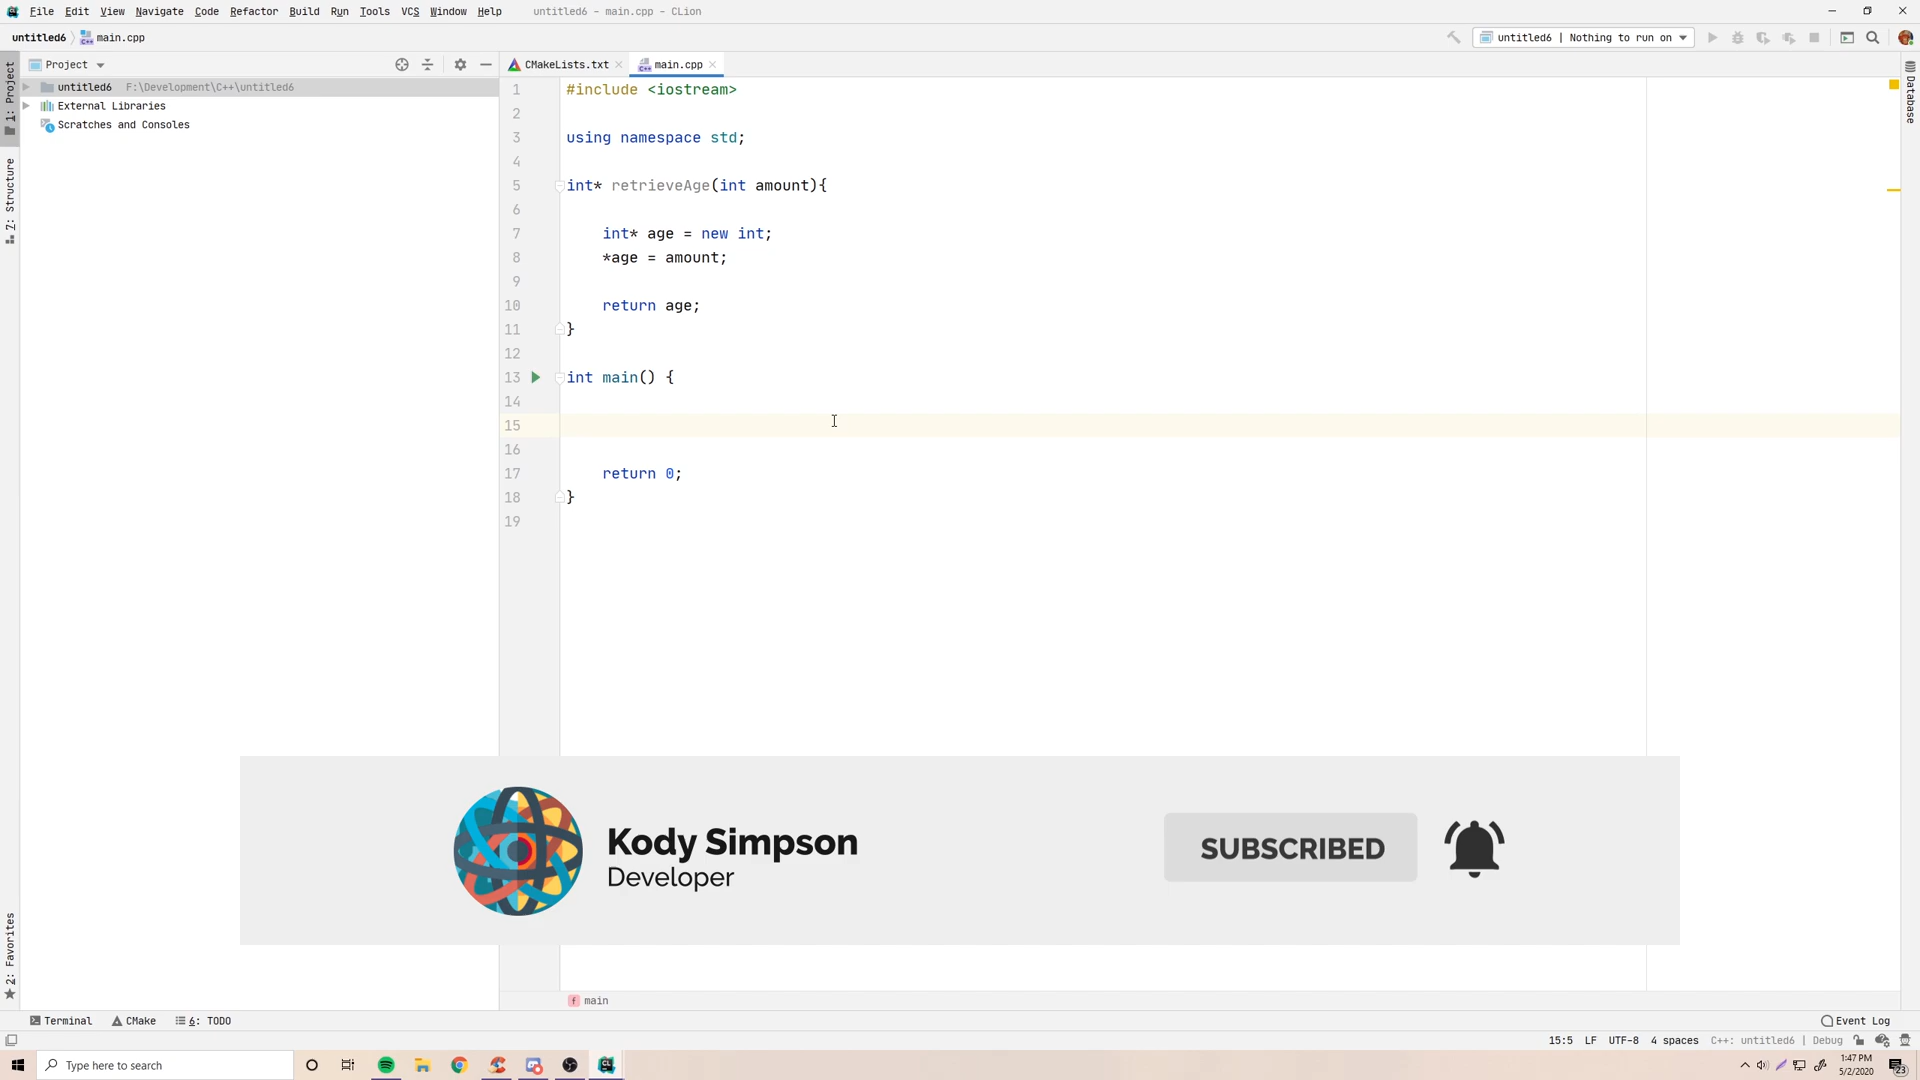 File Edit View Navigate Code Refactor Build Run Tools VCS Window Help untitled6 - main.cpp - CLion
untitled6 main.cpp untitled6 | Nothing to run on
1: Project
Project
CMakeLists.txt main.cpp
untitled6 F:\Development\C++\untitled6
External Libraries
Scratches and Consoles
7: Structure
Database
1 #include <iostream>
2
3 using namespace std;
4
5 int* retrieveAge(int amount){
6
7 int* age = new int;
8 *age = amount;
9
10 return age;
11 }
12
13 int main() {
14
15
16
17 return 0;
18 }
19
Kody Simpson
Developer
SUBSCRIBED
2: Favorites
f main
Terminal CMake 6: TODO Event Log
15:5 LF UTF-8 4 spaces C++: untitled6 | Debug
Type here to search
1:47 PM
5/2/2020
23